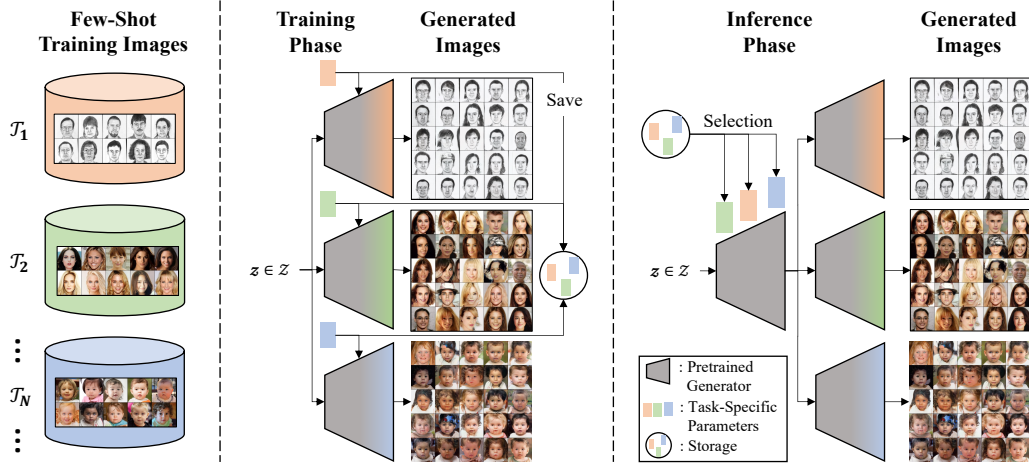 Few-Shot
Training Images
𝒯1
𝒯2
⋮
𝒯N
⋮
Training
Phase
Generated
Images
Save
z ∈ 𝒵
Inference
Phase
Generated
Images
Selection
z ∈ 𝒵
: Pretrained
Generator
: Task-Specific
Parameters
: Storage